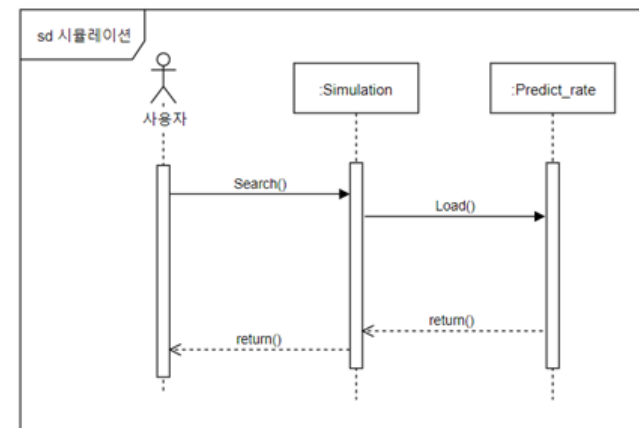 sd 시뮬레이션
:Simulation
:Predict_rate
사용자
Search()
Load()
return()
return()